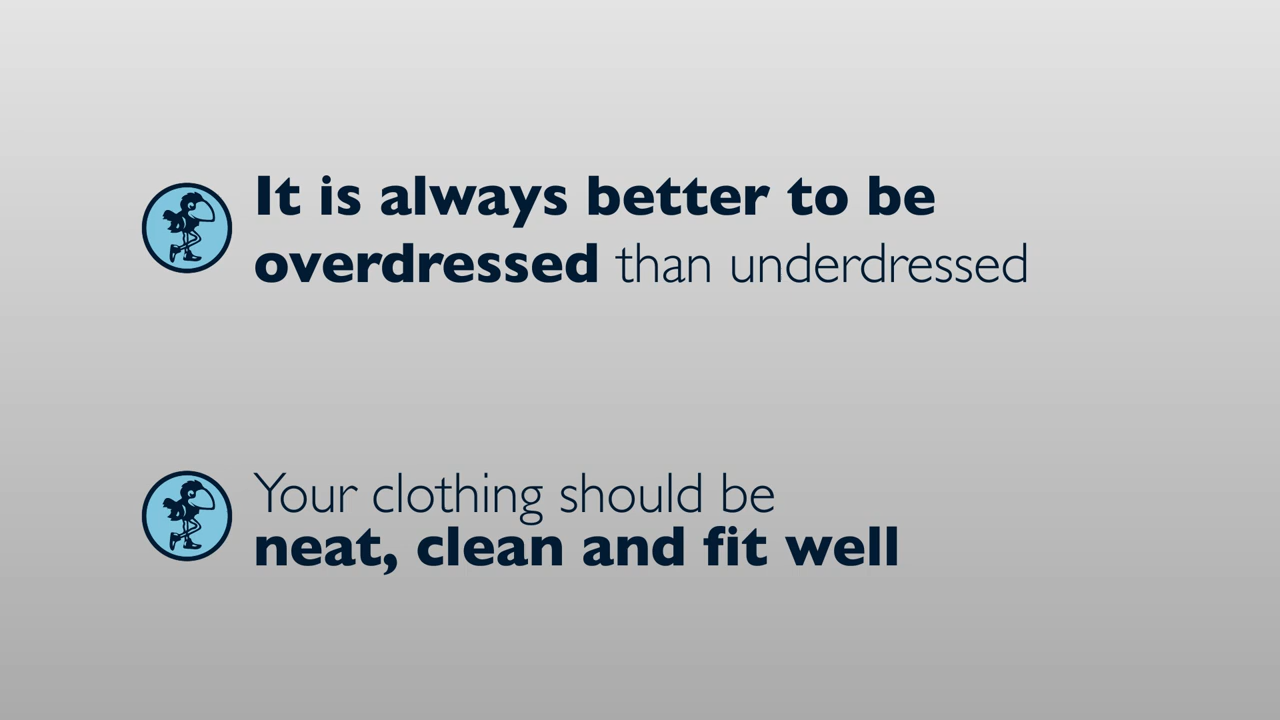 It is always better to be
overdressed than underdressed
Your clothing should be
neat, clean and fit well